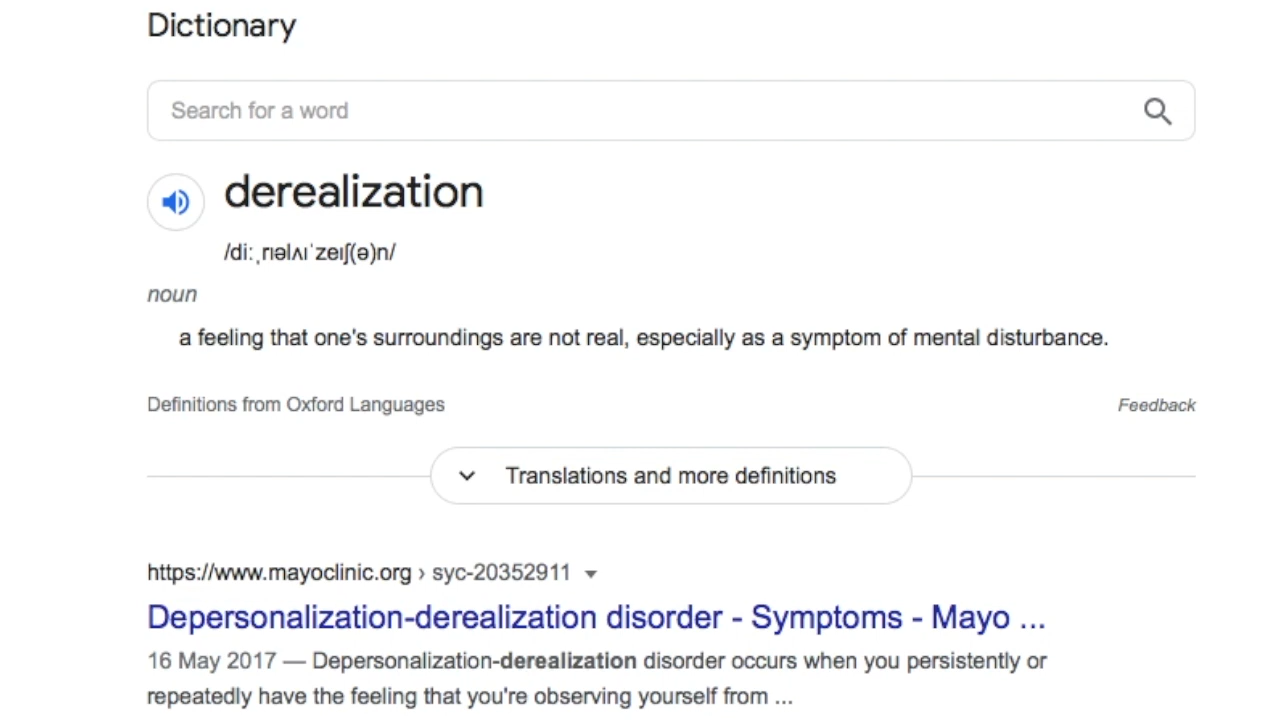 Dictionary
Search for a word
derealization
/diːˌrɪəlʌɪˈzeɪʃ(ə)n/
noun
a feeling that one's surroundings are not real, especially as a symptom of mental disturbance.
Definitions from Oxford Languages Feedback
Translations and more definitions
https://www.mayoclinic.org › syc-20352911
Depersonalization-derealization disorder - Symptoms - Mayo ...
16 May 2017 — Depersonalization-derealization disorder occurs when you persistently or
repeatedly have the feeling that you're observing yourself from ...